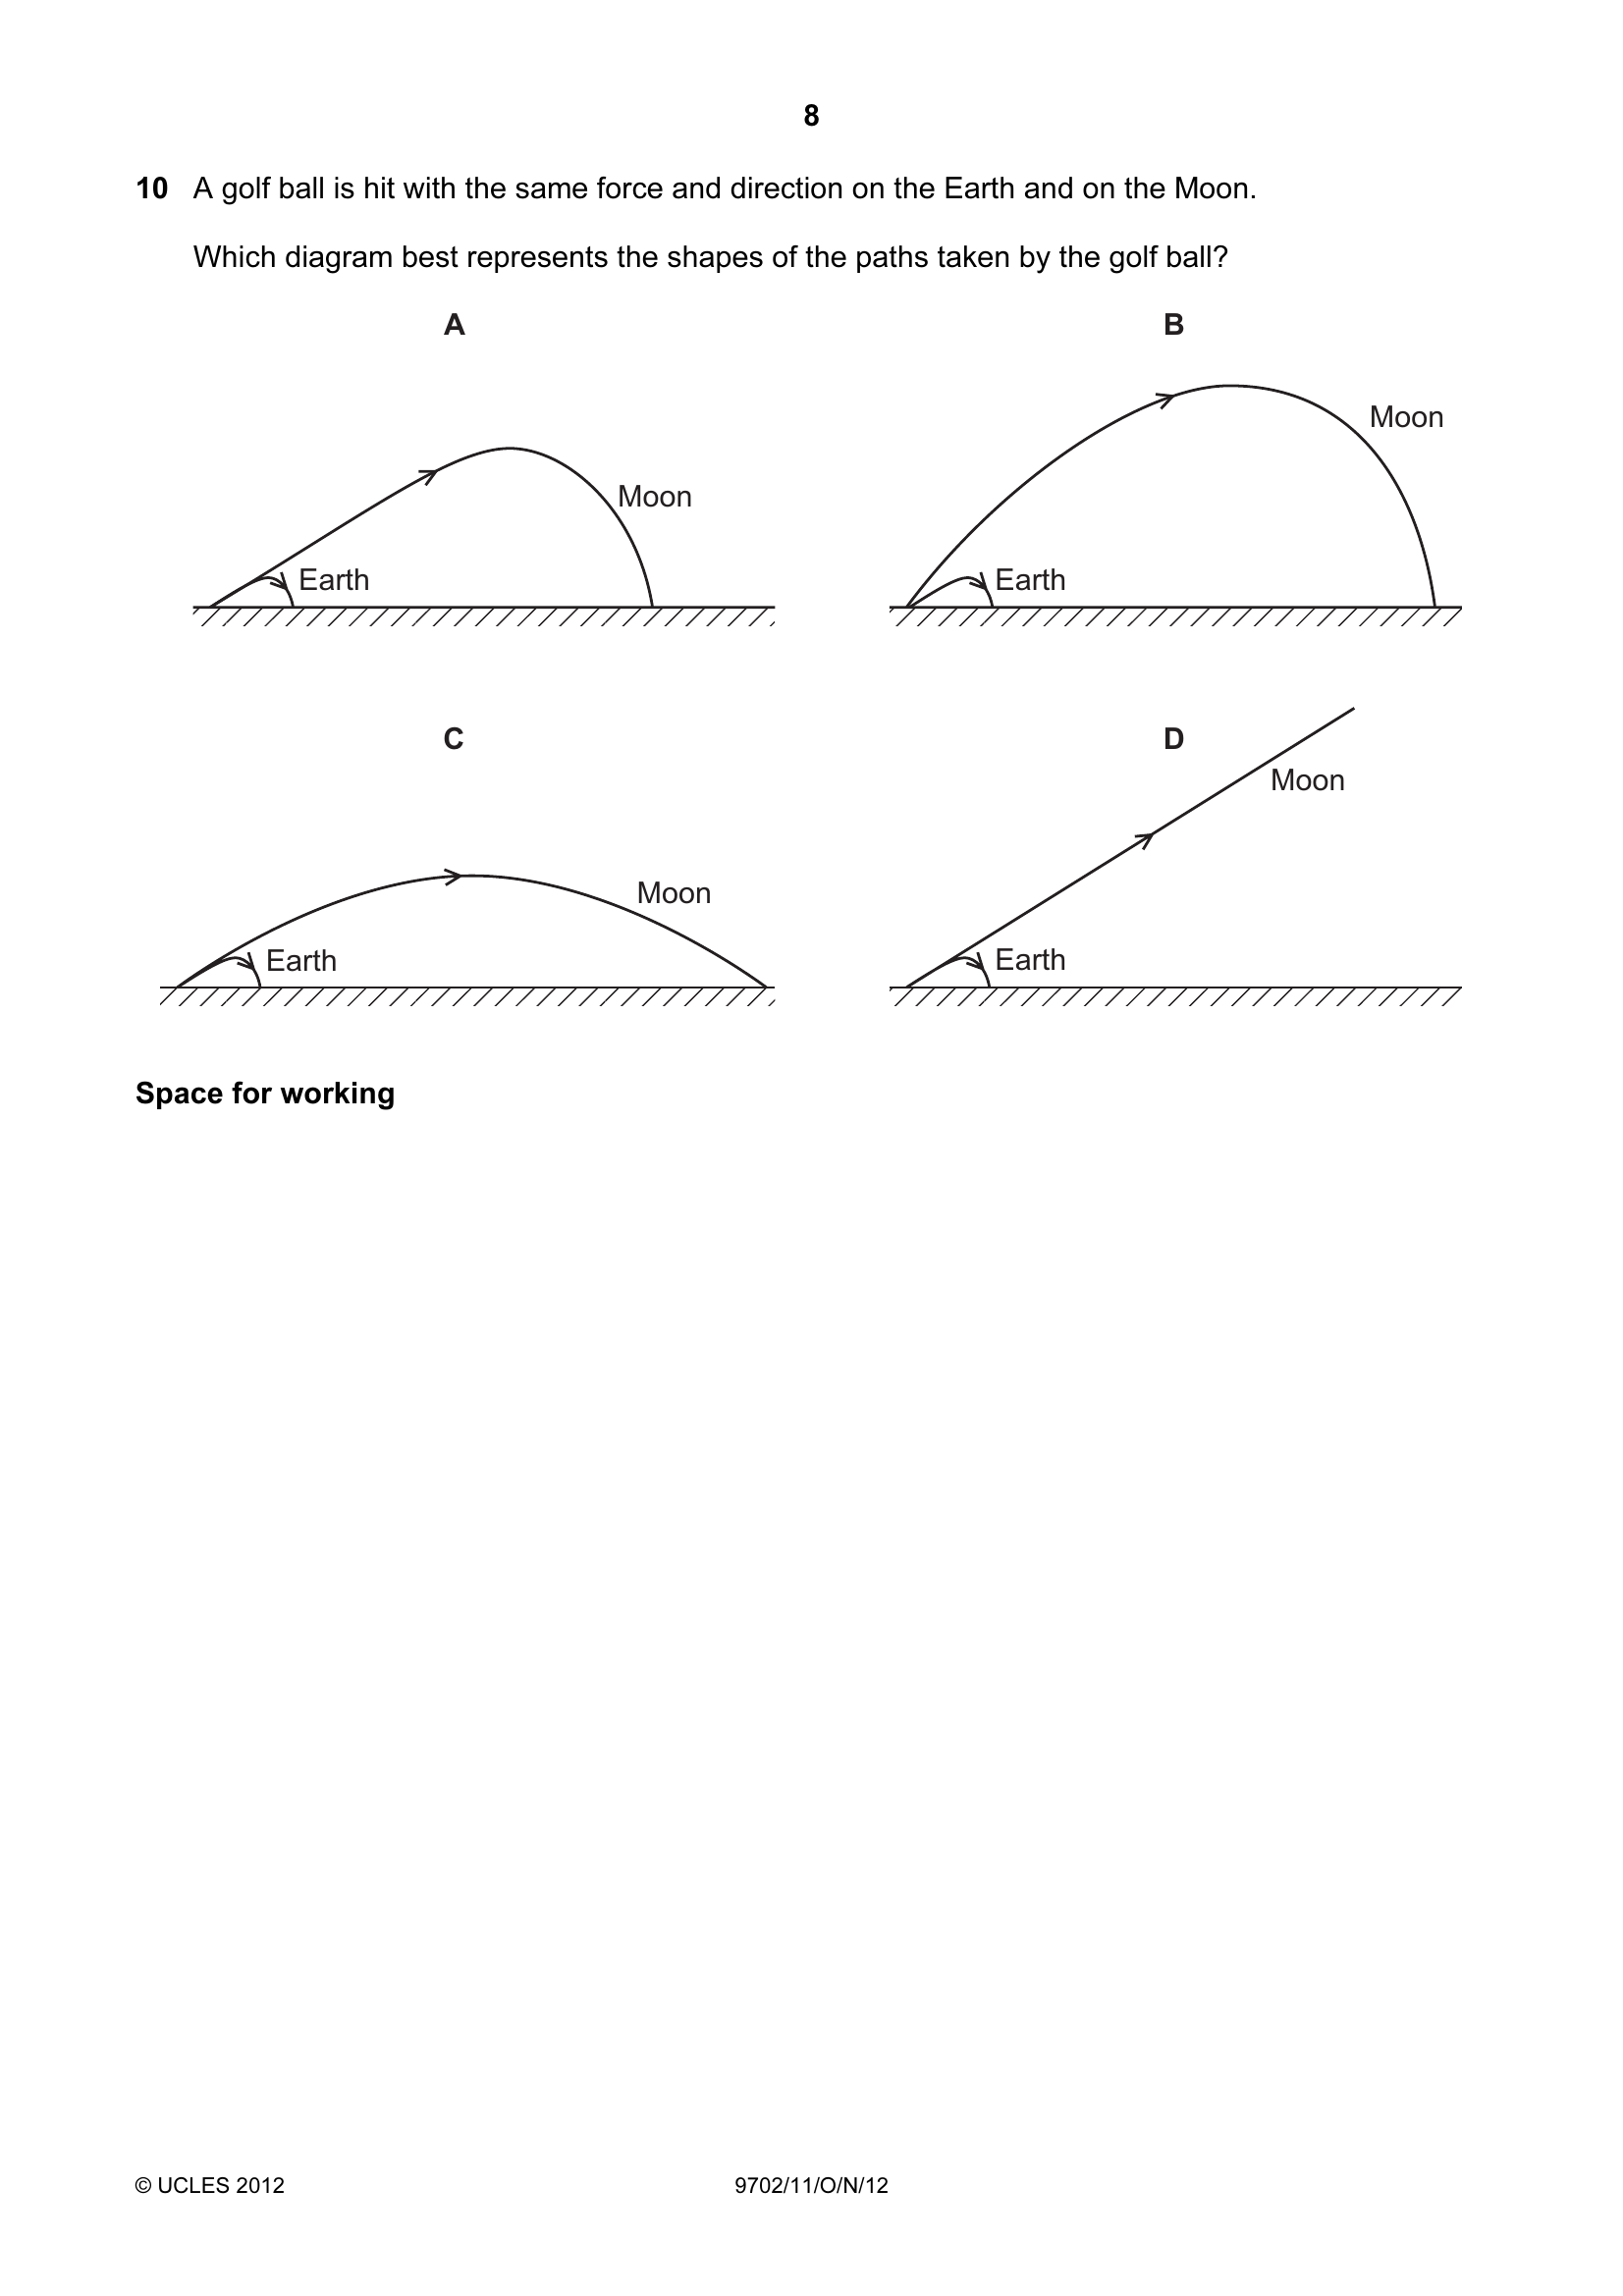 8
10 A golf ball is hit with the same force and direction on the Earth and on the Moon.
Which diagram best represents the shapes of the paths taken by the golf ball?
A
B
Moon
Earth
Moon
Earth
C
D
Moon
Earth
Moon
Earth
Space for working
© UCLES 2012
9702/11/O/N/12